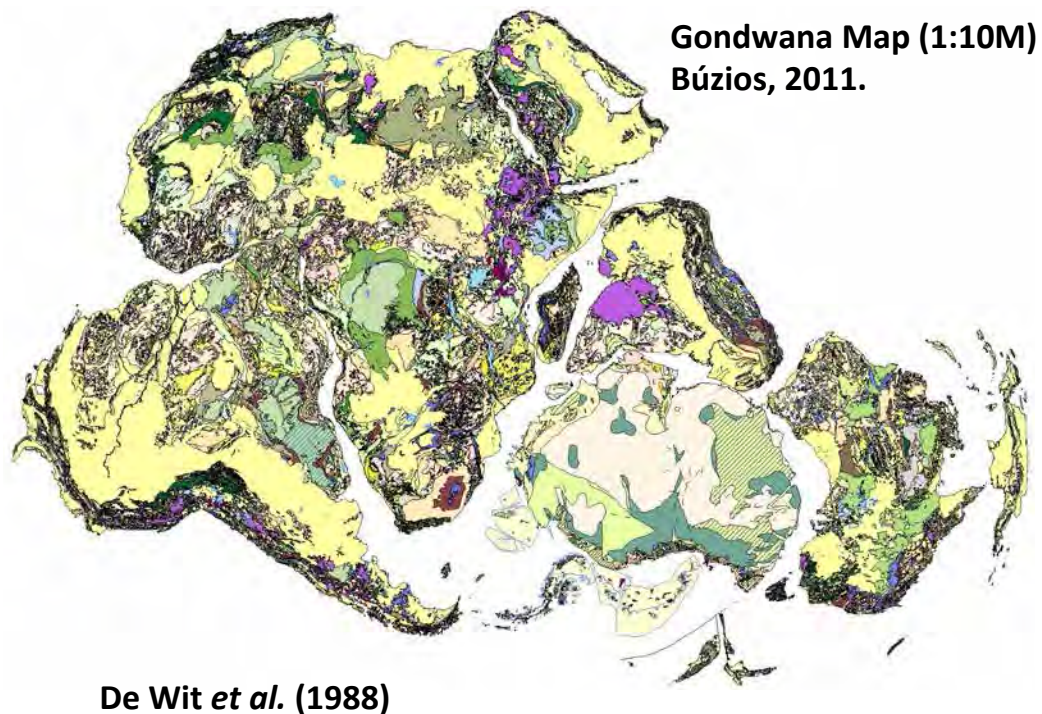 Gondwana Map (1:10M)
Búzios, 2011.
De Wit et al. (1988)